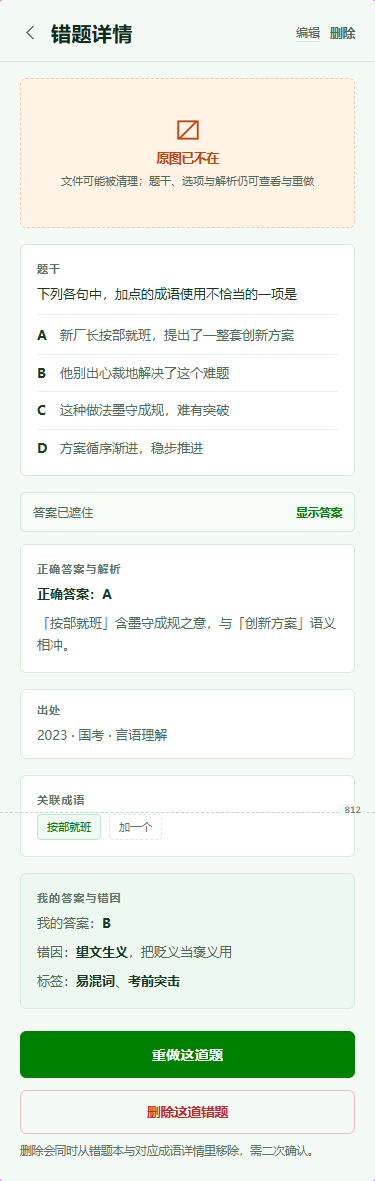 错题详情
编辑 删除
原图已不在
文件可能被清理；题干、选项与解析仍可查看与重做
题干
下列各句中，加点的成语使用不恰当的一项是
A 新厂长按部就班，提出了一整套创新方案
B 他别出心裁地解决了这个难题
C 这种做法墨守成规，难有突破
D 方案循序渐进，稳步推进
答案已遮住 显示答案
正确答案与解析
正确答案：A
「按部就班」含墨守成规之意，与「创新方案」语义
相冲。
出处
2023 · 国考 · 言语理解
关联成语
812
按部就班 加一个
我的答案与错因
我的答案：B
错因：望文生义，把贬义当褒义用
标签：易混词、考前突击
重做这道题
删除这道错题
删除会同时从错题本与对应成语详情里移除，需二次确认。